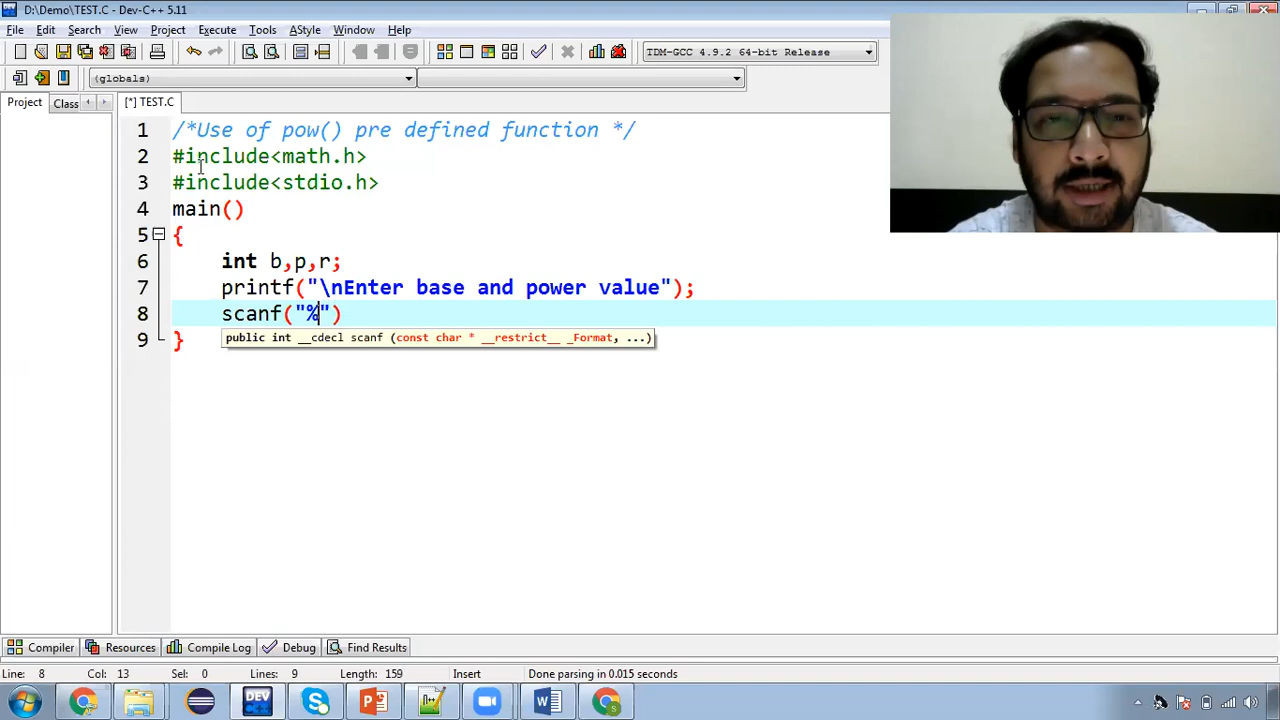 D:\Demo\TEST.C - Dev-C++ 5.11
File Edit Search View Project Execute Tools AStyle Window Help
TDM-GCC 4.9.2 64-bit Release
(globals)
Project Class [*] TEST.C
1 /*Use of pow() pre defined function */
2 #include<math.h>
3 #include<stdio.h>
4 main()
5 {
6 int b,p,r;
7 printf("\nEnter base and power value");
8 scanf("%")
public int __cdecl scanf (const char * __restrict__ _Format, ...)
9 }
Compiler Resources Compile Log Debug Find Results
Line: 8 Col: 13 Sel: 0 Lines: 9 Length: 159 Insert Done parsing in 0.015 seconds
DEV C++